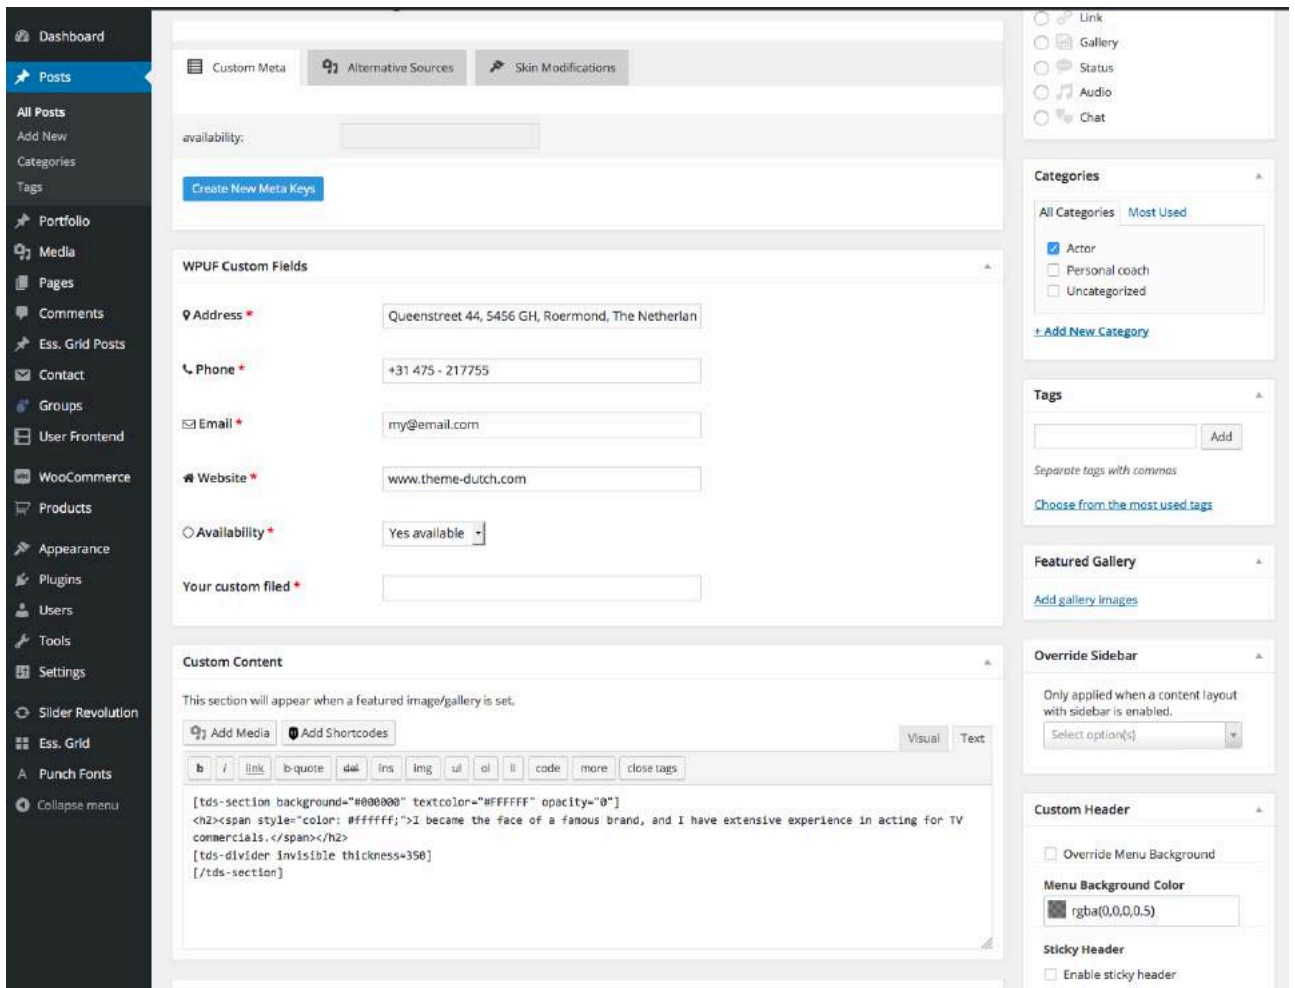 Dashboard
Posts
All Posts
Add New
Categories
Tags
Portfolio
Media
Pages
Comments
Ess. Grid Posts
Contact
Groups
User Frontend
WooCommerce
Products
Appearance
Plugins
Users
Tools
Settings
Slider Revolution
Ess. Grid
Punch Fonts
Collapse menu
Custom Meta Alternative Sources Skin Modifications
availability:
Create New Meta Keys
WPUF Custom Fields
Address * Queenstreet 44, 5456 GH, Roermond, The Netherlan
Phone * +31 475 - 217755
Email * my@email.com
Website * www.theme-dutch.com
Availability * Yes available
Your custom filed *
Custom Content
This section will appear when a featured image/gallery is set.
Add Media Add Shortcodes Visual Text
b i link b-quote del ins img ul ol li code more close tags
[tds-section background="#000000" textcolor="#FFFFFF" opacity="0"]
<h2><span style="color: #ffffff;">I became the face of a famous brand, and I have extensive experience in acting for TV
commercials.</span></h2>
[tds-divider invisible thickness=350]
[/tds-section]
Link
Gallery
Status
Audio
Chat
Categories
All Categories Most Used
Actor
Personal coach
Uncategorized
+ Add New Category
Tags
Add
Separate tags with commas
Choose from the most used tags
Featured Gallery
Add gallery images
Override Sidebar
Only applied when a content layout
with sidebar is enabled.
Select option(s)
Custom Header
Override Menu Background
Menu Background Color
rgba(0,0,0,0.5)
Sticky Header
Enable sticky header